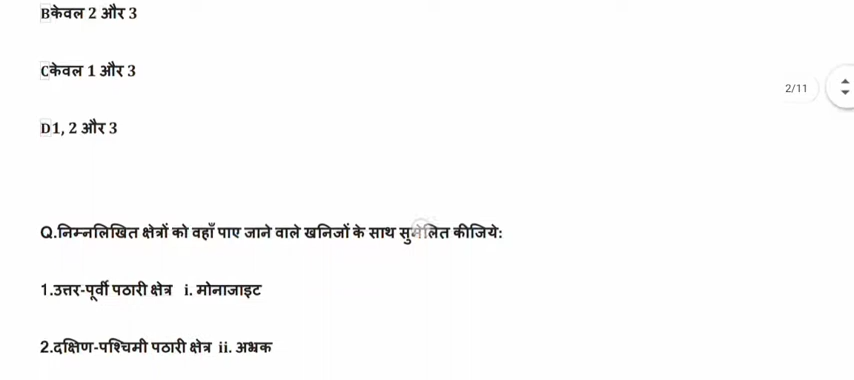 Bकेवल 2 और 3
Cकेवल 1 और 3
2/11
D1, 2 और 3
Q.निम्नलिखित क्षेत्रों को वहाँ पाए जाने वाले खनिजों के साथ सुमेलित कीजिये:
1.उत्तर-पूर्वी पठारी क्षेत्र i. मोनाजाइट
2.दक्षिण-पश्चिमी पठारी क्षेत्र ii. अभ्रक